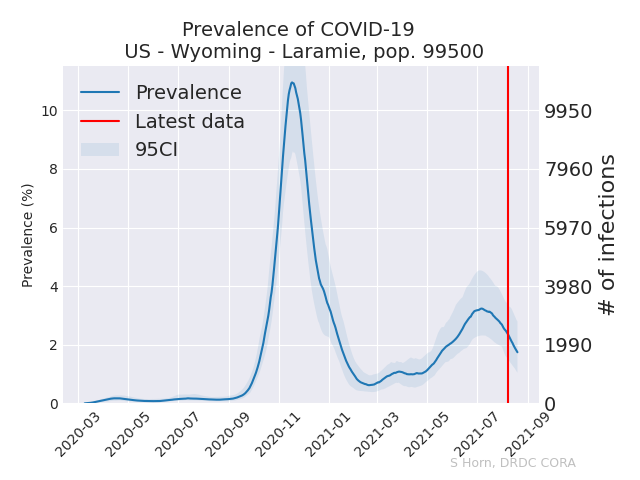 Prevalence of COVID-19
US - Wyoming - Laramie, pop. 99500
Prevalence
Latest data
95CI
Prevalence (%)
10
8
6
4
2
0
9950
7960
5970
3980
1990
0
# of infections
2020-03
2020-05
2020-07
2020-09
2020-11
2021-01
2021-03
2021-05
2021-07
2021-09
S Horn, DRDC CORA